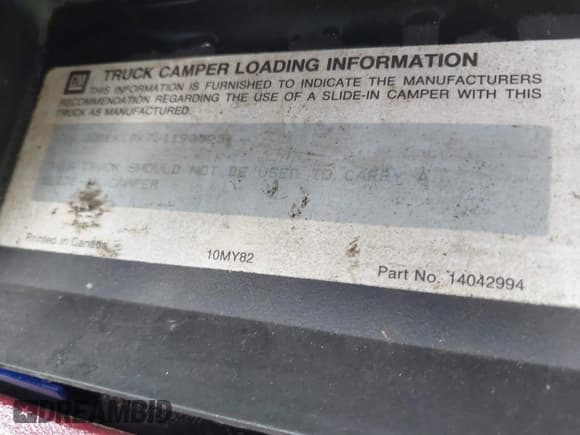 GM TRUCK CAMPER LOADING INFORMATION
THIS INFORMATION IS FURNISHED TO INDICATE THE MANUFACTURERS
RECOMMENDATION REGARDING THE USE OF A SLIDE-IN CAMPER WITH THIS
TRUCK AS MANUFACTURED.
TRUCK SHOULD NOT BE USED TO CARRY A
CAMPER
Printed in Canada
10MY82
Part No. 14042994
DREAMBID